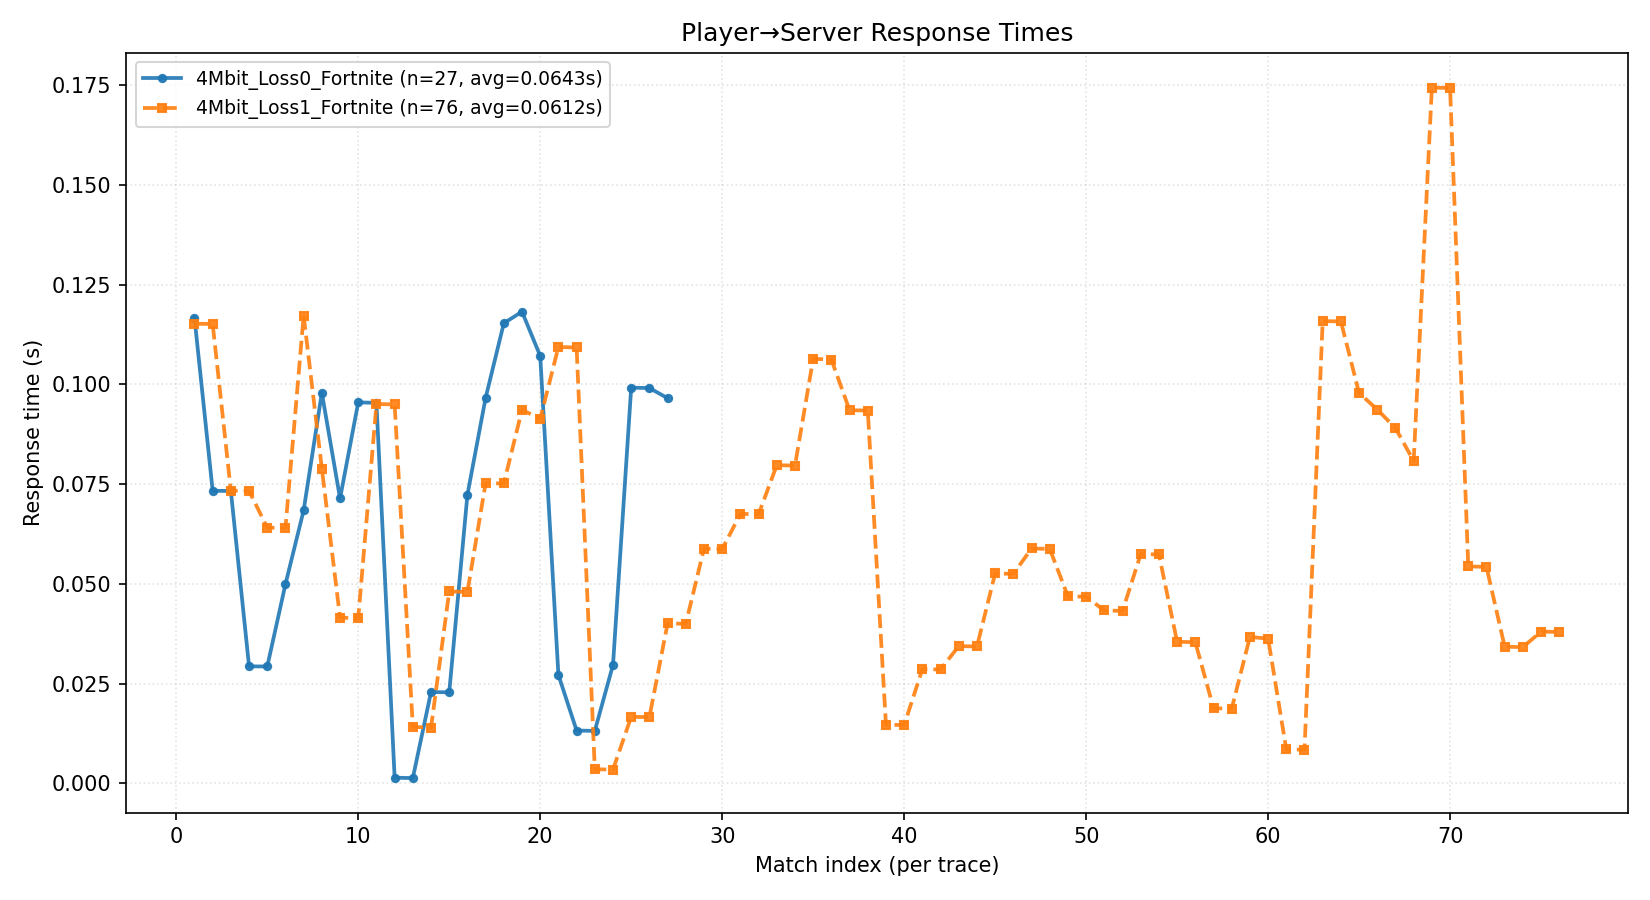 Player→Server Response Times
4Mbit_Loss0_Fortnite (n=27, avg=0.0643s)
4Mbit_Loss1_Fortnite (n=76, avg=0.0612s)
Response time (s)
0.175
0.150
0.125
0.100
0.075
0.050
0.025
0.000
0 10 20 30 40 50 60 70
Match index (per trace)